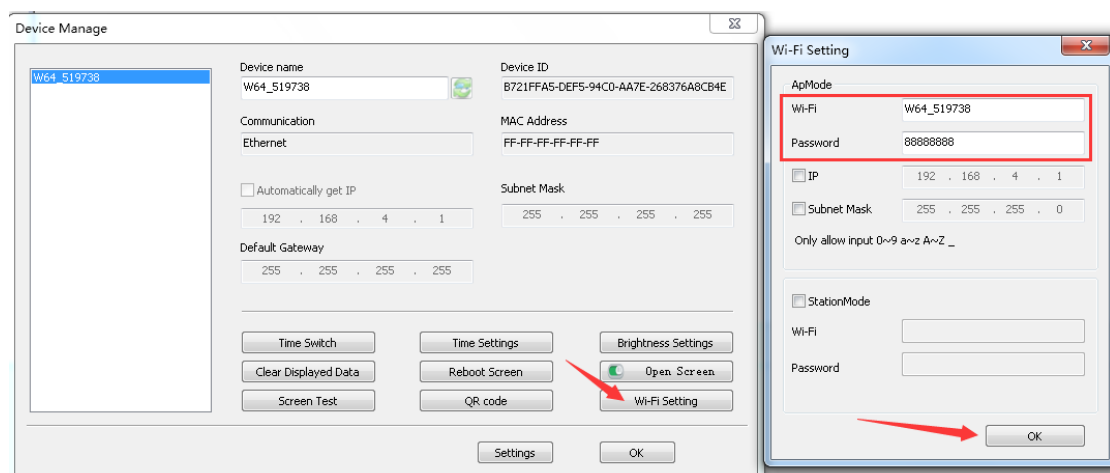 Device Manage
W64_519738
Device name
Device ID
W64_519738
B721FFA5-DEF5-94C0-AA7E-268376A8CB4E
Communication
MAC Address
Ethernet
FF-FF-FF-FF-FF-FF
Automatically get IP
Subnet Mask
192 . 168 . 4 . 1
255 . 255 . 255 . 255
Default Gateway
255 . 255 . 255 . 255
Time Switch
Time Settings
Brightness Settings
Clear Displayed Data
Reboot Screen
Open Screen
Screen Test
QR code
Wi-Fi Setting
Settings
OK
Wi-Fi Setting
ApMode
Wi-Fi
W64_519738
Password
88888888
IP
192 . 168 . 4 . 1
Subnet Mask
255 . 255 . 255 . 0
Only allow input 0~9 a~z A~Z _
StationMode
Wi-Fi
Password
OK